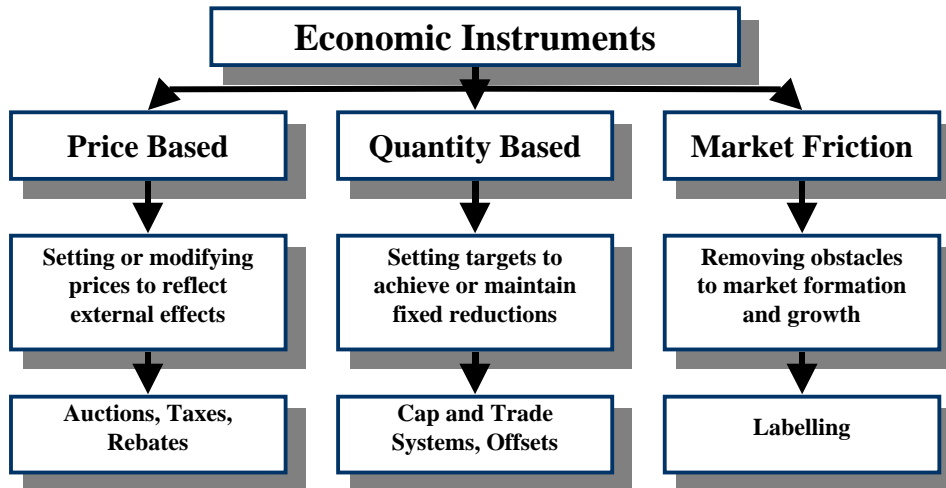 Economic Instruments
Price Based
Quantity Based
Market Friction
Setting or modifying
prices to reflect
external effects
Setting targets to
achieve or maintain
fixed reductions
Removing obstacles
to market formation
and growth
Auctions, Taxes,
Rebates
Cap and Trade
Systems, Offsets
Labelling